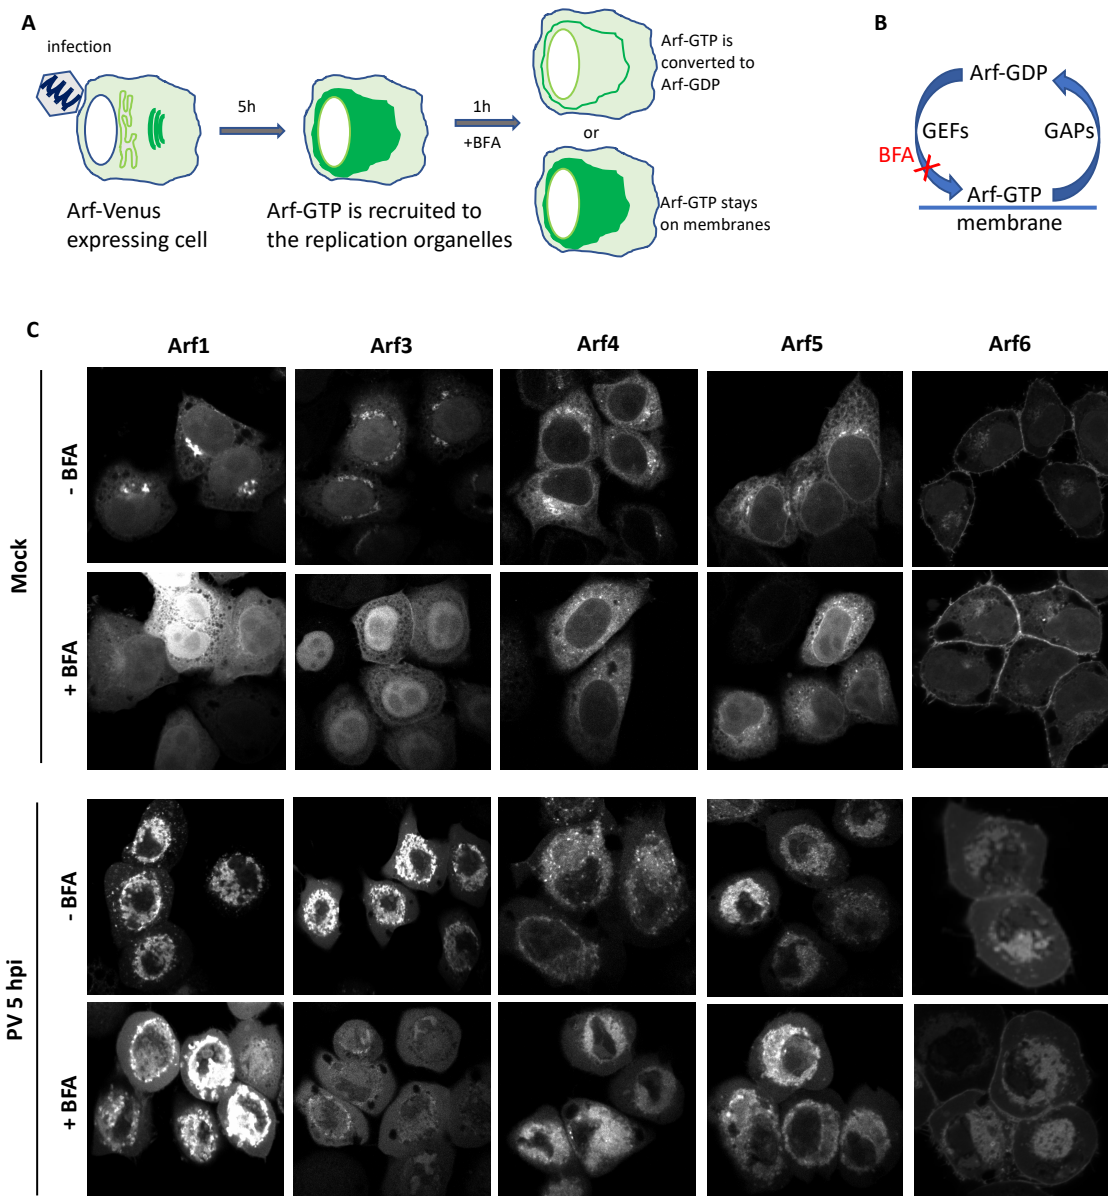 A
infection
5h
1h
+BFA
Arf-GTP is
converted to
Arf-GDP
or
Arf-GTP stays
on membranes
Arf-Venus
expressing cell
Arf-GTP is recruited to
the replication organelles
B
Arf-GDP
GEFs
GAPs
BFA
Arf-GTP
membrane
C
Arf1
Arf3
Arf4
Arf5
Arf6
Mock
- BFA
+ BFA
PV 5 hpi
- BFA
+ BFA